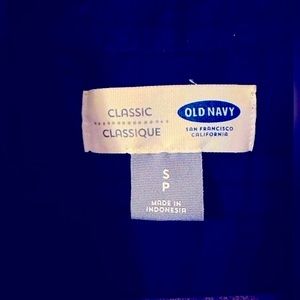 CLASSIC
CLASSIQUE
OLD NAVY
SAN FRANCISCO
CALIFORNIA
S
P
MADE IN
INDONESIA